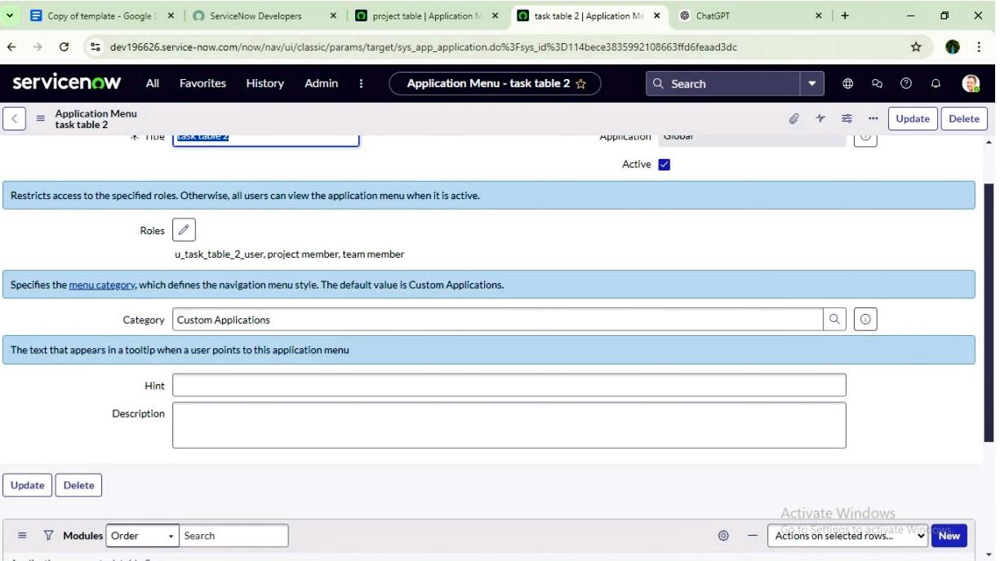 Copy of template - Google D
ServiceNow Developers
project table | Application M
task table 2 | Application Me
ChatGPT
dev196626.service-now.com/now/nav/ui/classic/params/target/sys_app_application.do%3Fsys_id%3D114bece3835992108663ffd6feaad3dc
servicenow All Favorites History Admin Application Menu - task table 2 Search
Application Menu
task table 2
Update Delete
Title task table 2 Application Global
Active
Restricts access to the specified roles. Otherwise, all users can view the application menu when it is active.
Roles
u_task_table_2_user, project member, team member
Specifies the menu category, which defines the navigation menu style. The default value is Custom Applications.
Category Custom Applications
The text that appears in a tooltip when a user points to this application menu
Hint
Description
Update Delete
Activate Windows
Go to Settings to activate Windows.
Modules Order Search Actions on selected rows... New